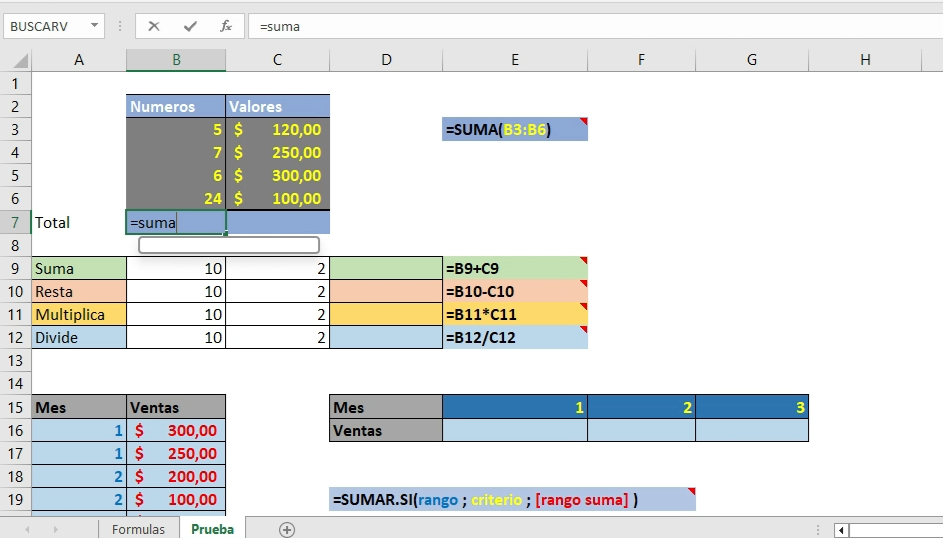 BUSCARV fx =suma
A B C D E F G H
1
2 Numeros Valores
3 5 $ 120,00 =SUMA(B3:B6)
4 7 $ 250,00
5 6 $ 300,00
6 24 $ 100,00
7 Total =suma
8
9 Suma 10 2 =B9+C9
10 Resta 10 2 =B10-C10
11 Multiplica 10 2 =B11*C11
12 Divide 10 2 =B12/C12
13
14
15 Mes Ventas Mes 1 2 3
16 1 $ 300,00 Ventas
17 1 $ 250,00
18 2 $ 200,00
19 2 $ 100,00 =SUMAR.SI(rango ; criterio ; [rango suma] )
Formulas Prueba